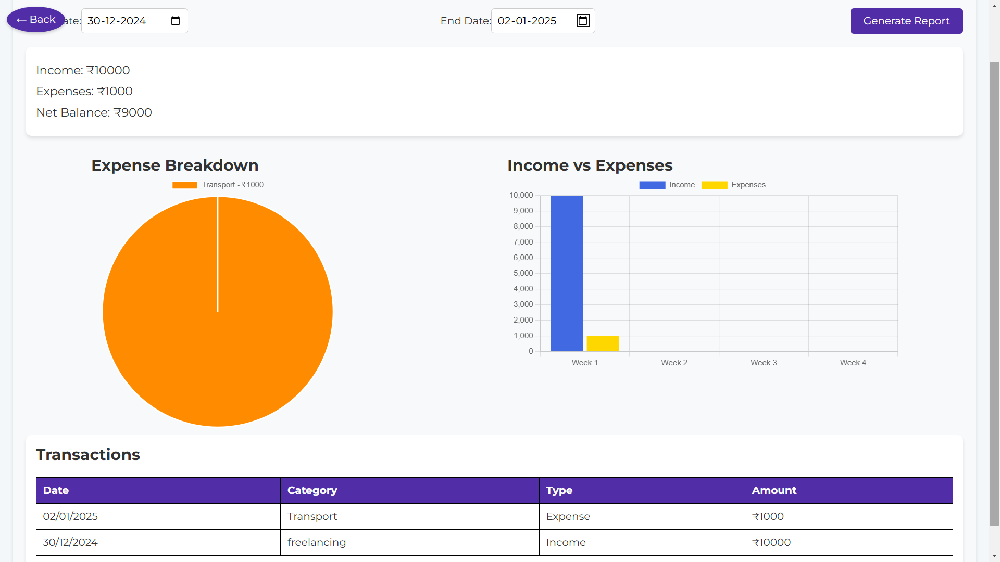 ← Back
ate: 30-12-2024
End Date: 02-01-2025
Generate Report
Income: ₹10000
Expenses: ₹1000
Net Balance: ₹9000
Expense Breakdown
Transport - ₹1000
Income vs Expenses
Income Expenses
10,000
9,000
8,000
7,000
6,000
5,000
4,000
3,000
2,000
1,000
0
Week 1 Week 2 Week 3 Week 4
Transactions
Date Category Type Amount
02/01/2025 Transport Expense ₹1000
30/12/2024 freelancing Income ₹10000